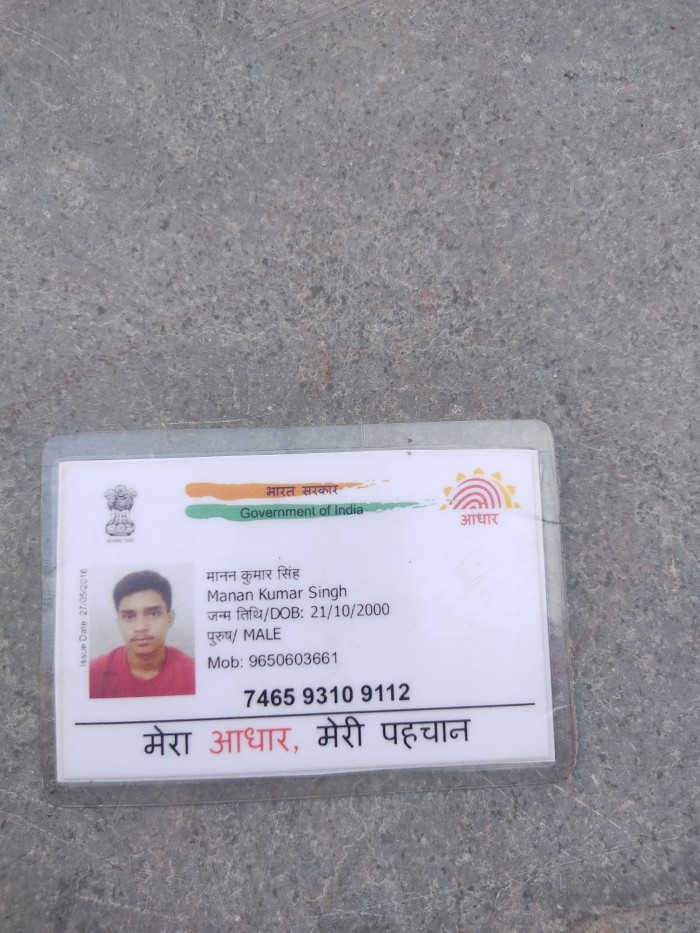 भारत सरकार
Government of India
आधार
Issue Date 27/05/2016
मानन कुमार सिंह
Manan Kumar Singh
जन्म तिथि/DOB: 21/10/2000
पुरुष/ MALE
Mob: 9650603661
7465 9310 9112
मेरा आधार, मेरी पहचान